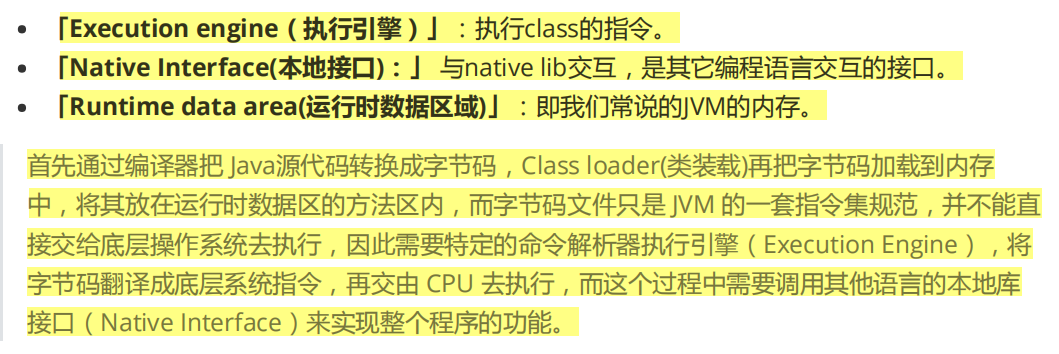 「Execution engine（执行引擎）」：执行class的指令。
「Native Interface(本地接口)：」 与native lib交互，是其它编程语言交互的接口。
「Runtime data area(运行时数据区域)」：即我们常说的JVM的内存。
首先通过编译器把 Java源代码转换成字节码，Class loader(类装载)再把字节码加载到内存
中，将其放在运行时数据区的方法区内，而字节码文件只是 JVM 的一套指令集规范，并不能直
接交给底层操作系统去执行，因此需要特定的命令解析器执行引擎（Execution Engine），将
字节码翻译成底层系统指令，再交由 CPU 去执行，而这个过程中需要调用其他语言的本地库
接口（Native Interface）来实现整个程序的功能。